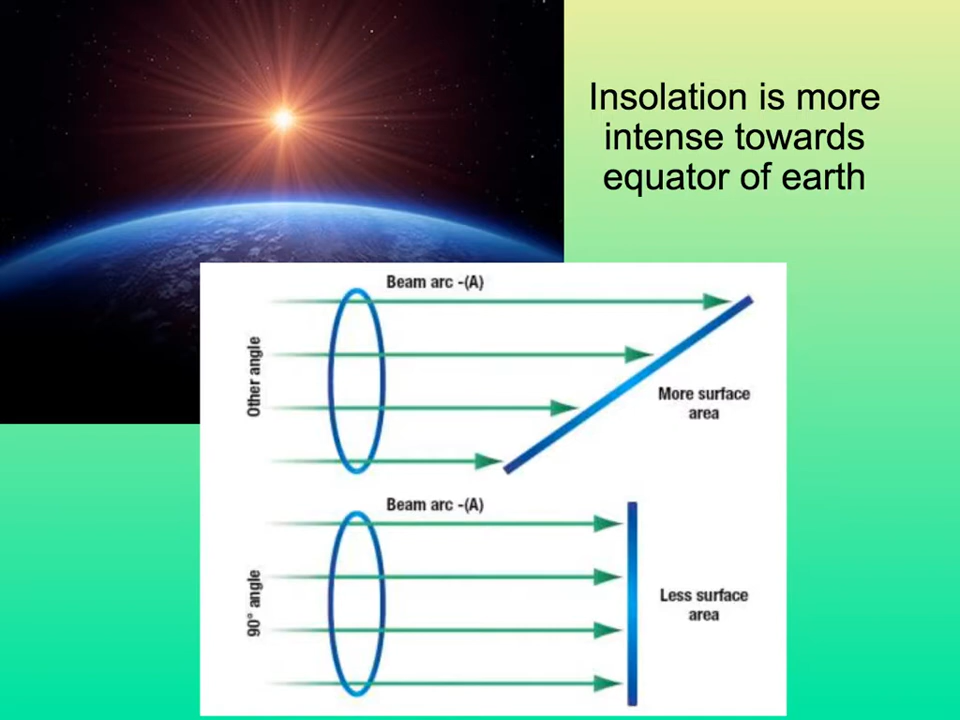 Insolation is more
intense towards
equator of earth
Beam arc -(A)
Other angle
More surface
area
Beam arc -(A)
90° angle
Less surface
area